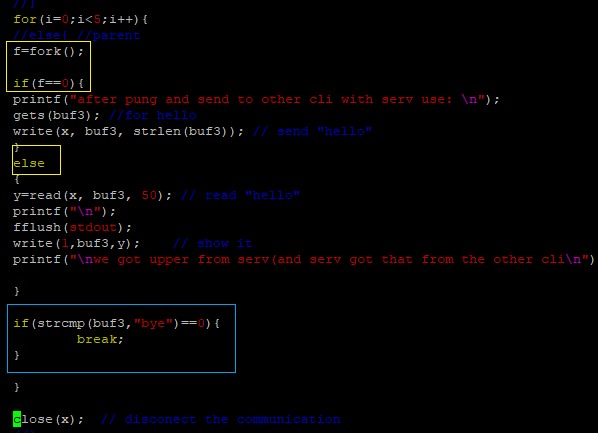 //}
for(i=0;i<5;i++){
//else{ //parent
f=fork();
if(f==0){
printf("after pung and send to other cli with serv use: \n");
gets(buf3); //for hello
write(x, buf3, strlen(buf3)); // send "hello"
}
else
{
y=read(x, buf3, 50); // read "hello"
printf("\n");
fflush(stdout);
write(1,buf3,y); // show it
printf("\nwe got upper from serv(and serv got that from the other cli\n")
}
if(strcmp(buf3,"bye")==0){
break;
}
}
close(x); // disconect the communication